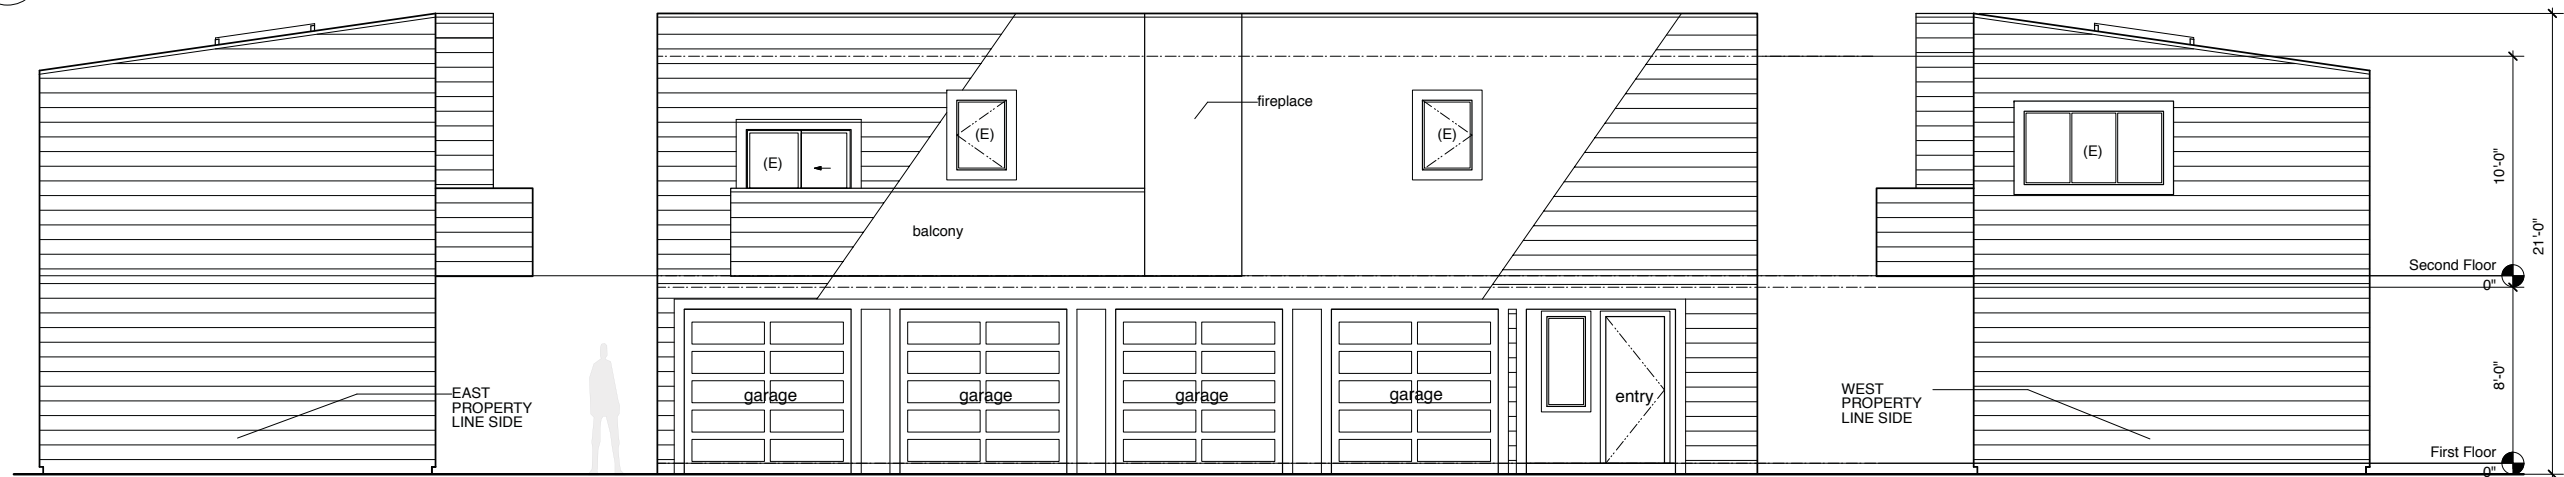 fireplace
(E)
(E)
(E)
(E)
balcony
10'-0"
21'-0"
Second Floor
0"
8'-0"
garage
garage
garage
garage
entry
EAST
PROPERTY
LINE SIDE
WEST
PROPERTY
LINE SIDE
First Floor
0"